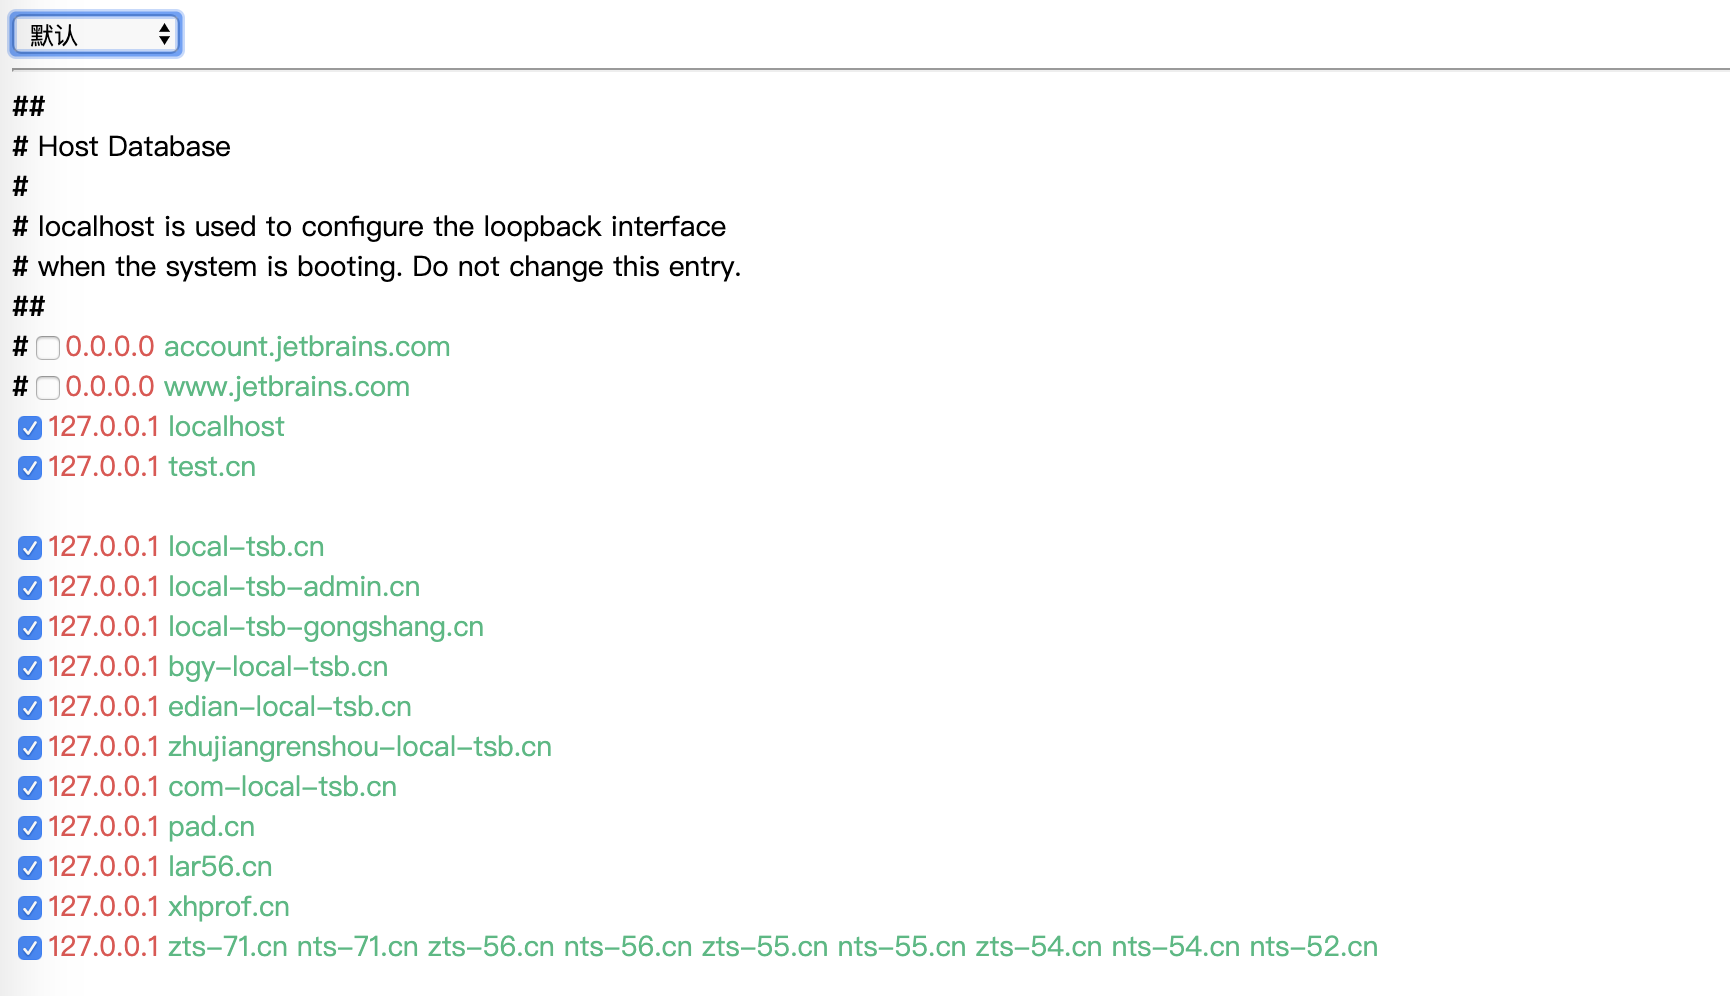 默认
##
# Host Database
#
# localhost is used to configure the loopback interface
# when the system is booting. Do not change this entry.
##
# 0.0.0.0 account.jetbrains.com
# 0.0.0.0 www.jetbrains.com
127.0.0.1 localhost
127.0.0.1 test.cn
127.0.0.1 local-tsb.cn
127.0.0.1 local-tsb-admin.cn
127.0.0.1 local-tsb-gongshang.cn
127.0.0.1 bgy-local-tsb.cn
127.0.0.1 edian-local-tsb.cn
127.0.0.1 zhujiangrenshou-local-tsb.cn
127.0.0.1 com-local-tsb.cn
127.0.0.1 pad.cn
127.0.0.1 lar56.cn
127.0.0.1 xhprof.cn
127.0.0.1 zts-71.cn nts-71.cn zts-56.cn nts-56.cn zts-55.cn nts-55.cn zts-54.cn nts-54.cn nts-52.cn